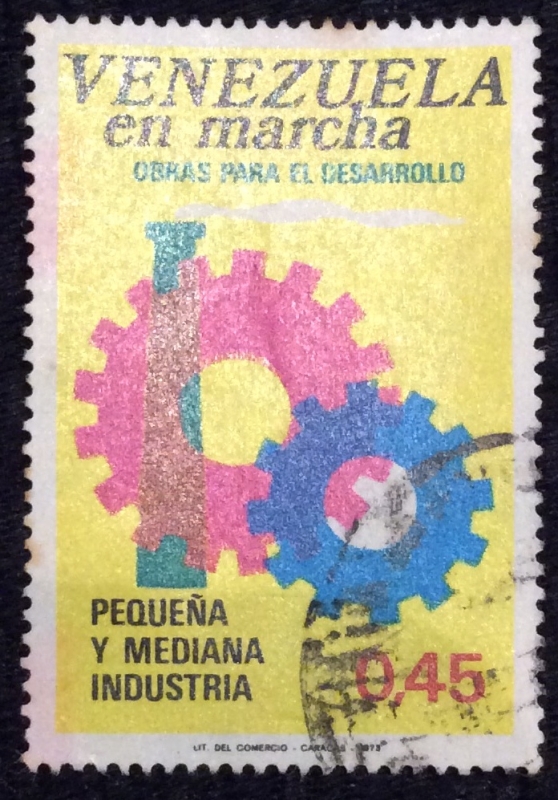 VENEZUELA
en marcha
OBRAS PARA EL DESARROLLO
PEQUEÑA
Y MEDIANA
INDUSTRIA
0,45
LIT. DEL COMERCIO - CARACAS - 1973